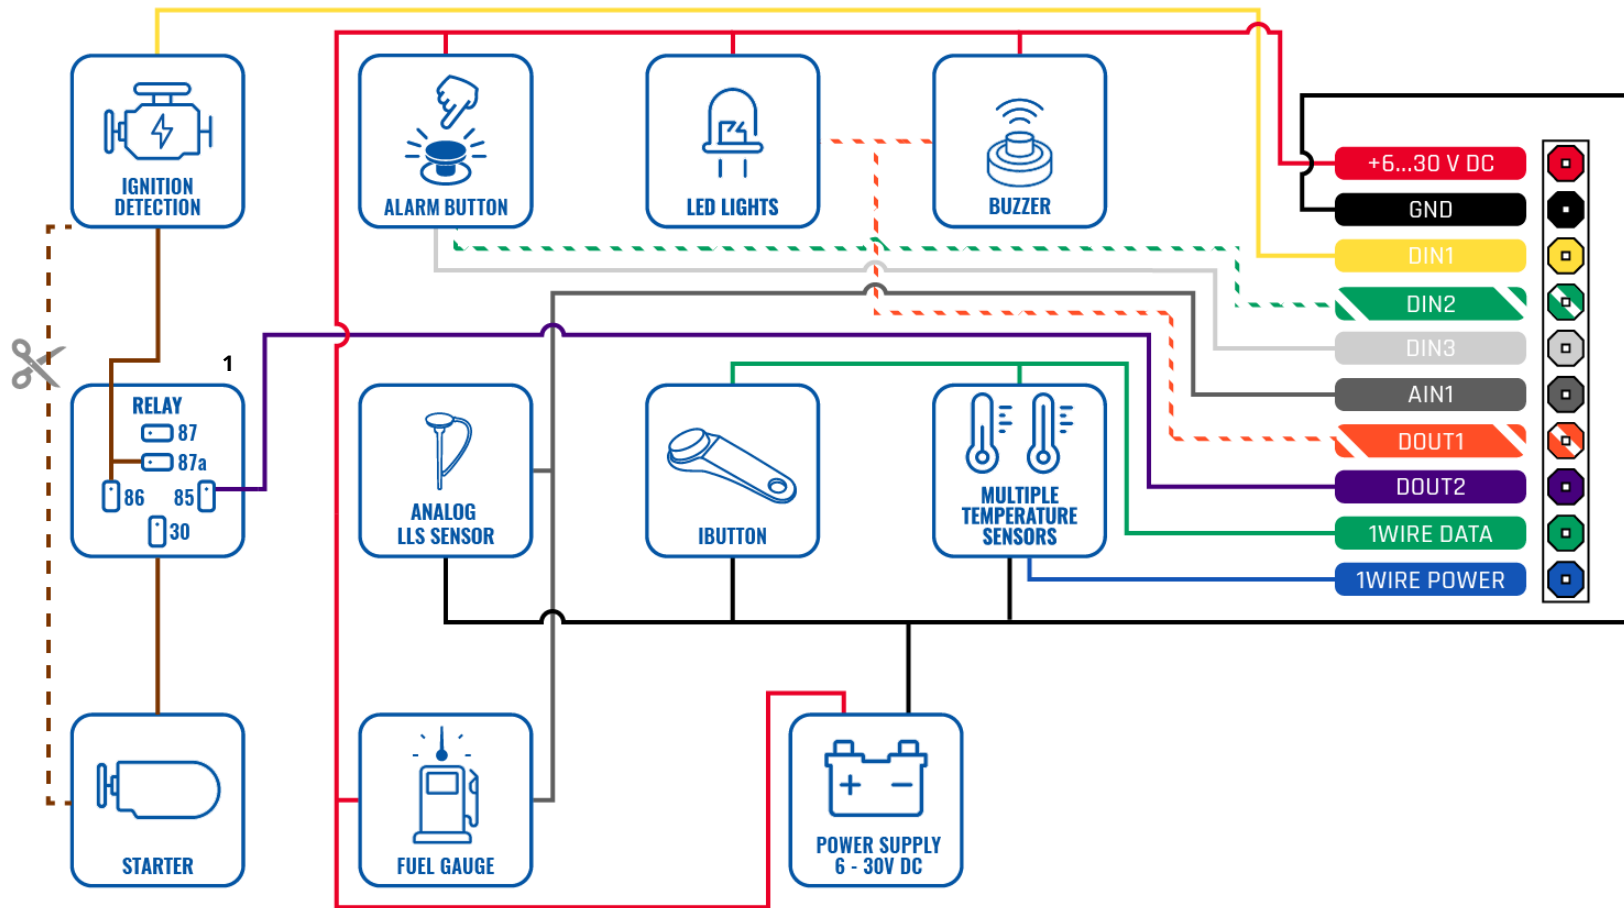 IGNITION
DETECTION
ALARM BUTTON
LED LIGHTS
BUZZER
+6...30 V DC
GND
DIN1
DIN2
DIN3
AIN1
DOUT1
DOUT2
1WIRE DATA
1WIRE POWER
1
RELAY
87
87a
86
85
30
ANALOG
LLS SENSOR
IBUTTON
MULTIPLE
TEMPERATURE
SENSORS
STARTER
FUEL GAUGE
POWER SUPPLY
6 - 30V DC